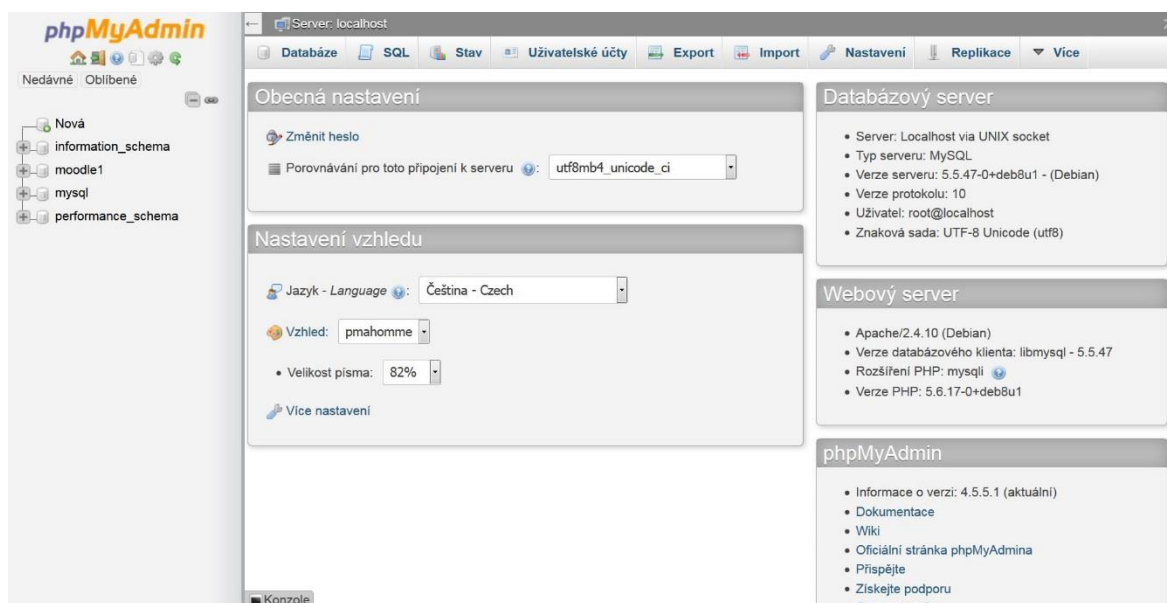 phpMyAdmin
Nedávné Oblíbené
Nová
information_schema
moodle1
mysql
performance_schema
Server: localhost
Databáze SQL Stav Uživatelské účty Export Import Nastavení Replikace Více
Obecná nastavení
Změnit heslo
Porovnávání pro toto připojení k serveru : utf8mb4_unicode_ci
Nastavení vzhledu
Jazyk - Language : Čeština - Czech
Vzhled: pmahomme
Velikost písma: 82%
Více nastavení
Databázový server
Server: Localhost via UNIX socket
Typ serveru: MySQL
Verze serveru: 5.5.47-0+deb8u1 - (Debian)
Verze protokolu: 10
Uživatel: root@localhost
Znaková sada: UTF-8 Unicode (utf8)
Webový server
Apache/2.4.10 (Debian)
Verze databázového klienta: libmysql - 5.5.47
Rozšíření PHP: mysqli
Verze PHP: 5.6.17-0+deb8u1
phpMyAdmin
Informace o verzi: 4.5.5.1 (aktuální)
Dokumentace
Wiki
Oficiální stránka phpMyAdmina
Přispějte
Získejte podporu
Konzole